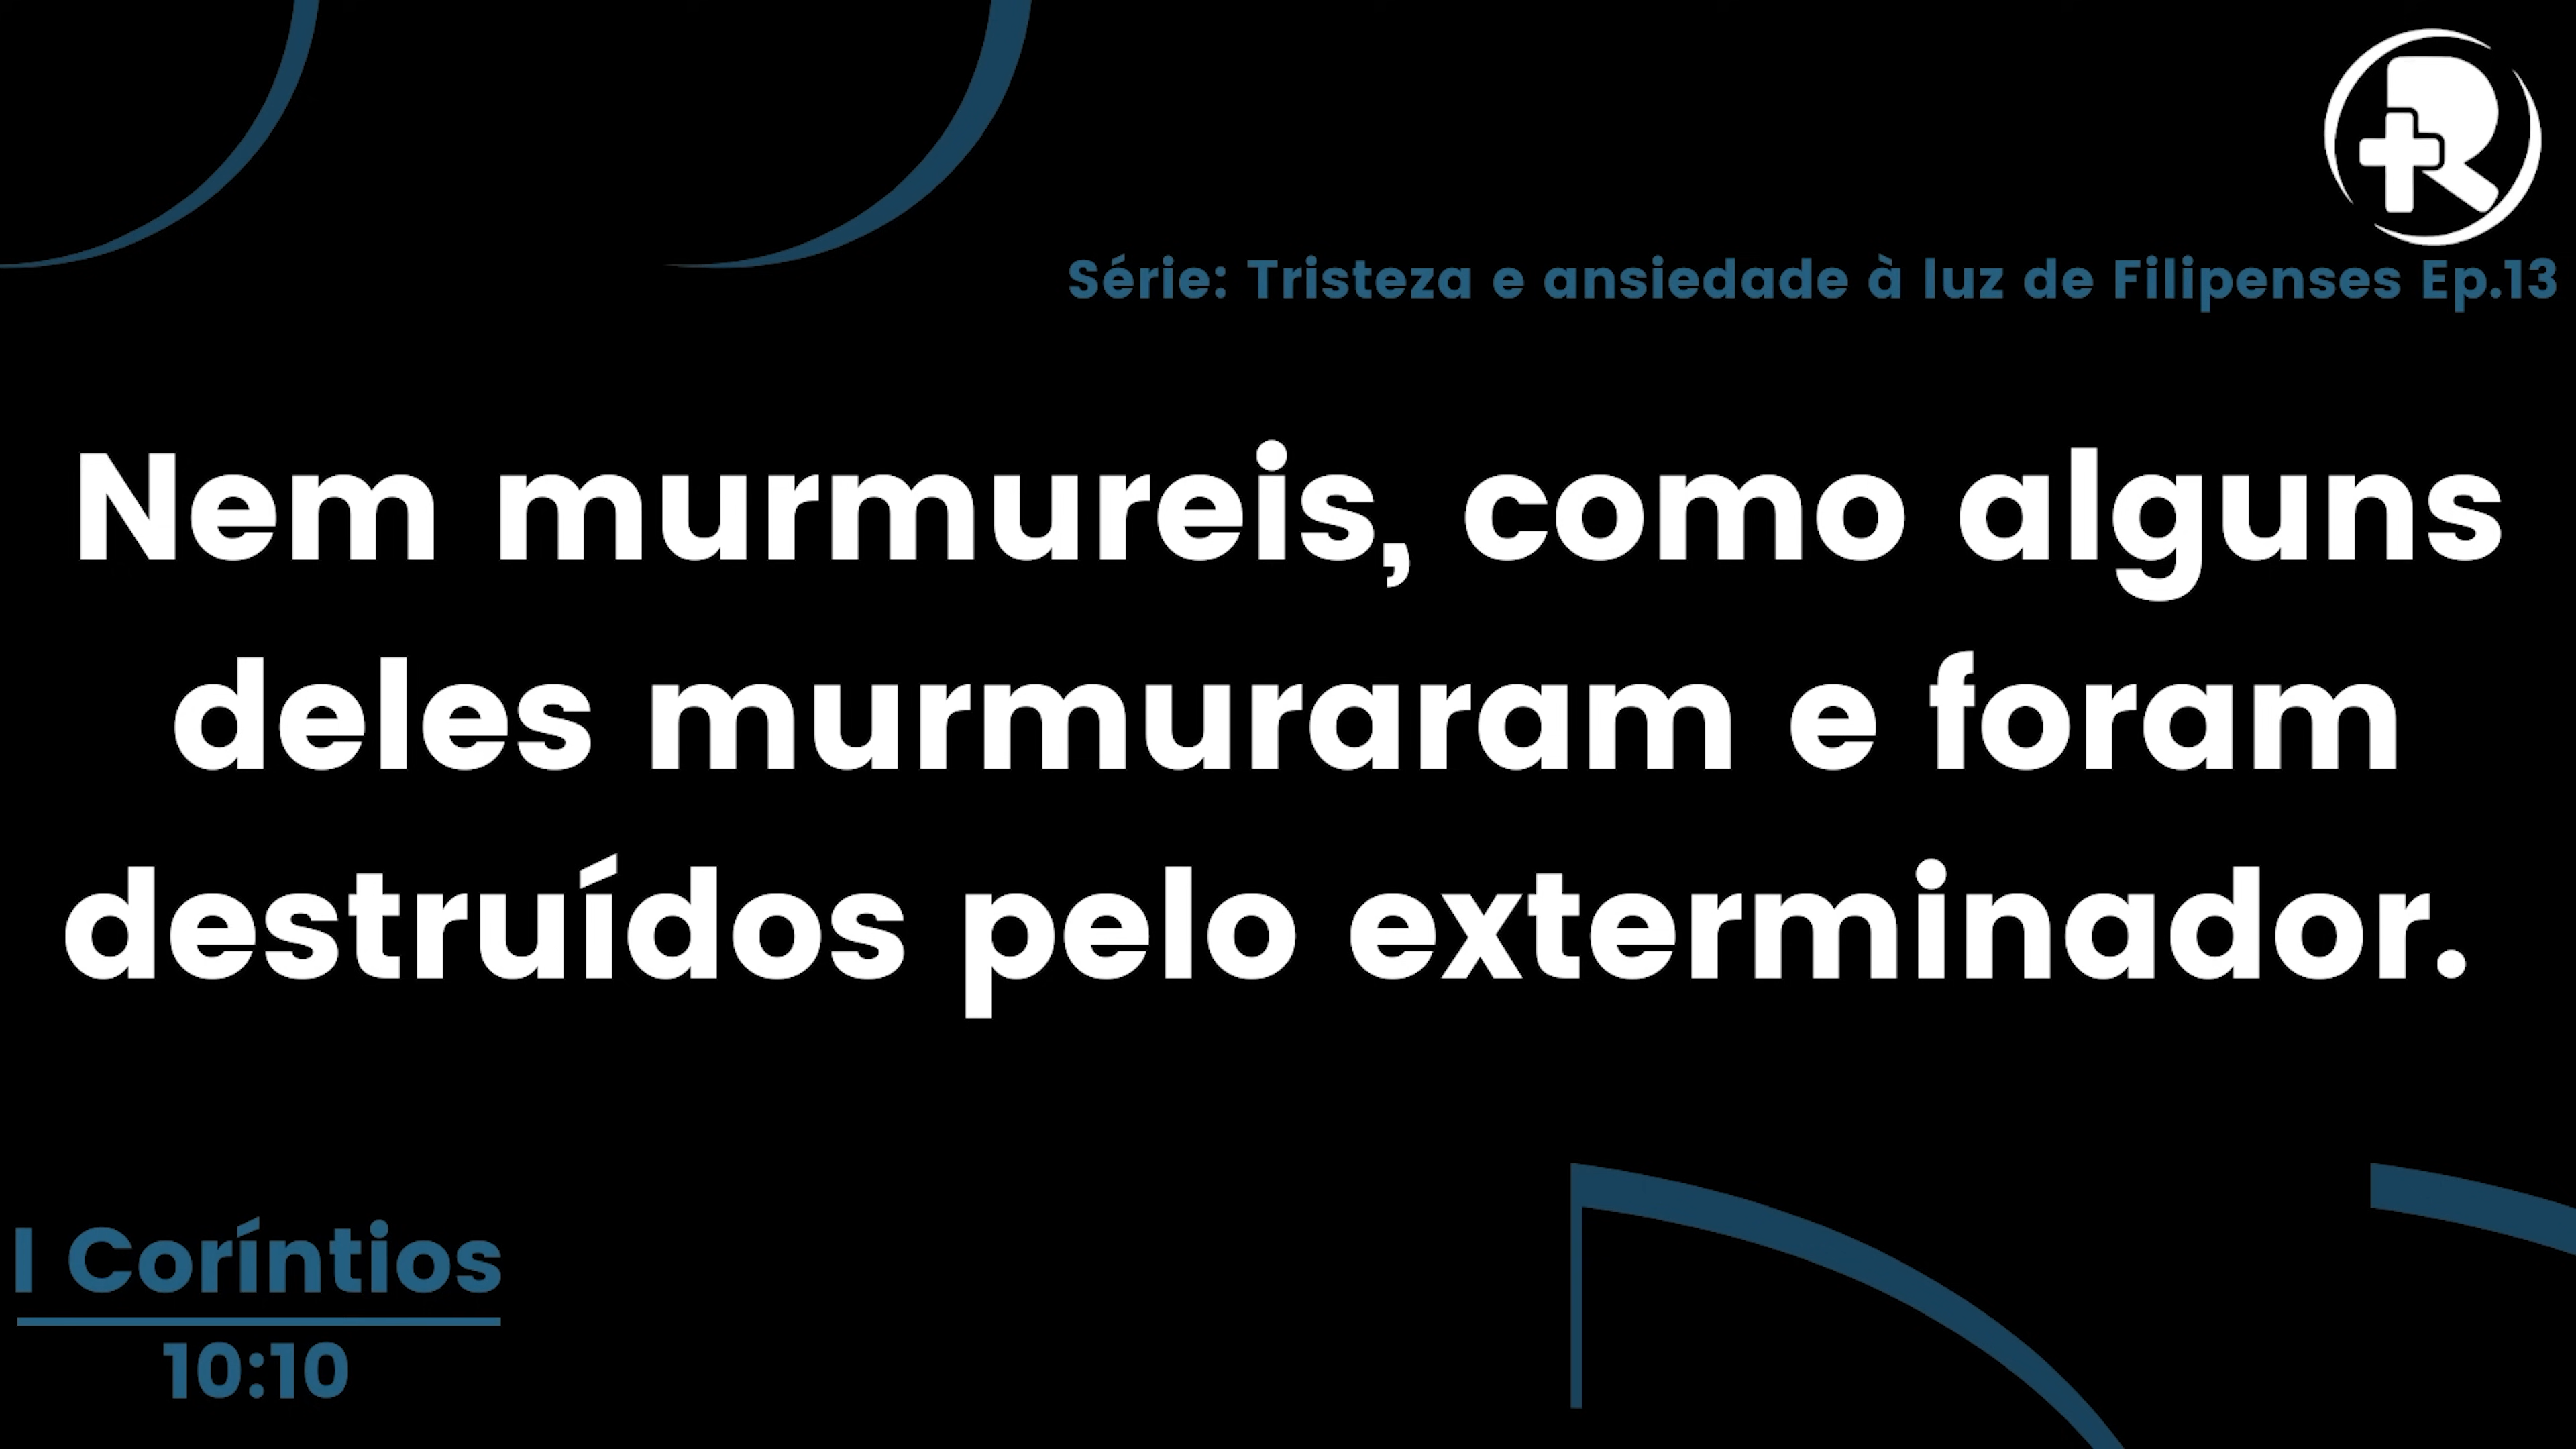 R
Série: Tristeza e ansiedade à luz de Filipenses Ep.13
Nem murmureis, como alguns
deles murmuraram e foram
destruídos pelo exterminador.
I Coríntios
10:10